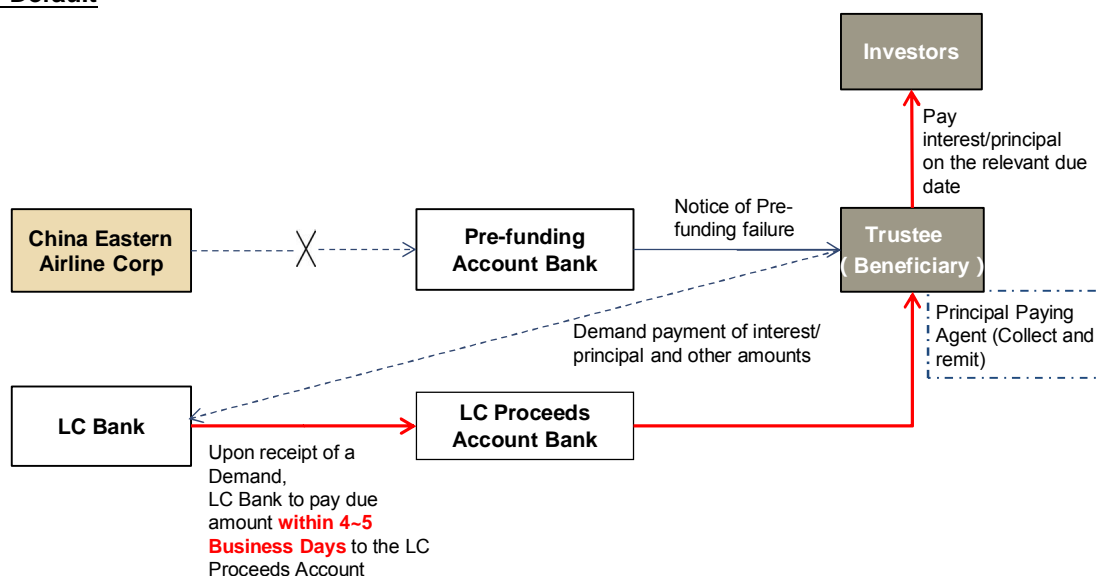 Default
Investors
Pay
interest/principal
on the relevant due
date
China Eastern
Airline Corp
Pre-funding
Account Bank
Notice of Pre-
funding failure
Trustee
( Beneficiary )
Principal Paying
Agent (Collect and
remit)
Demand payment of interest/
principal and other amounts
LC Bank
LC Proceeds
Account Bank
Upon receipt of a
Demand,
LC Bank to pay due
amount within 4~5
Business Days to the LC
Proceeds Account